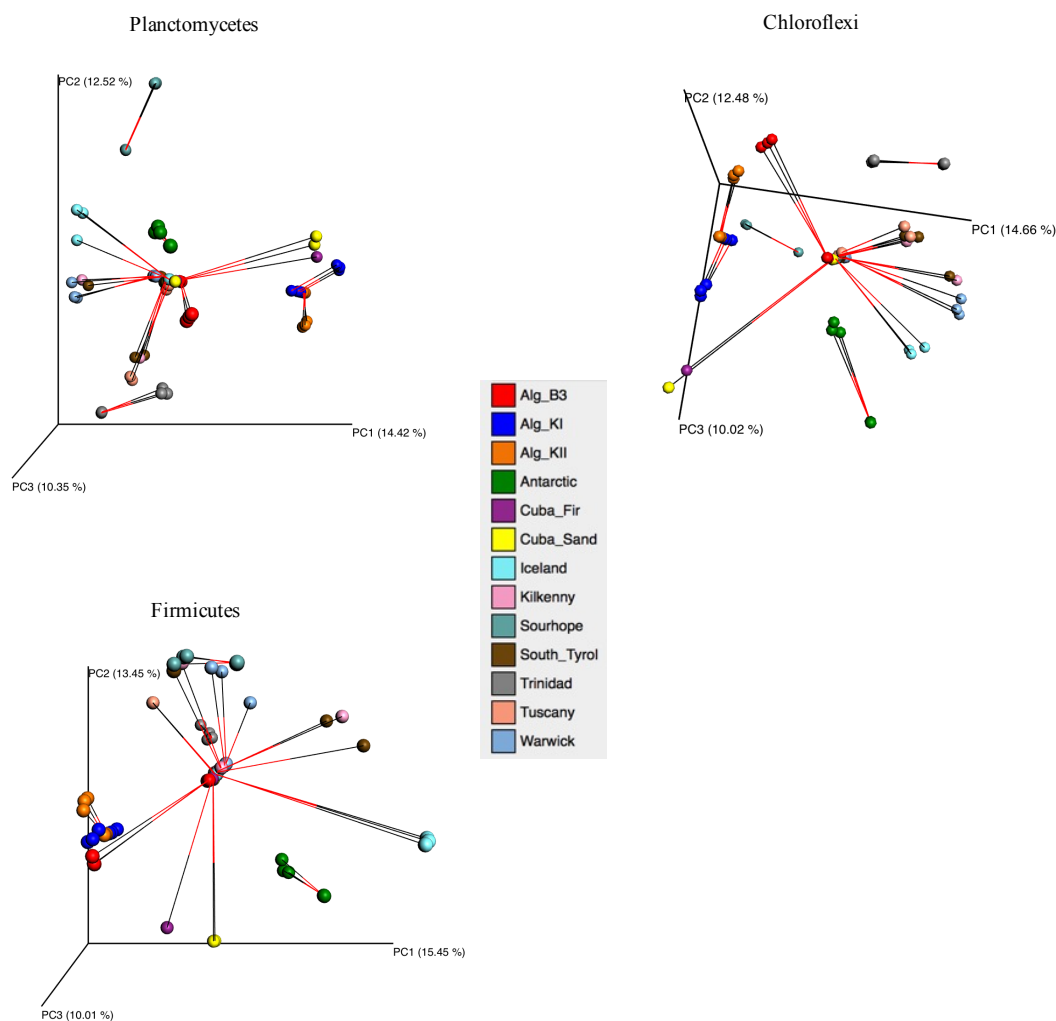 Planctomycetes
PC2 (12.52 %)
PC1 (14.42 %)
PC3 (10.35 %)
Chloroflexi
PC2 (12.48 %)
PC1 (14.66 %)
PC3 (10.02 %)
Alg_B3
Alg_KI
Alg_KII
Antarctic
Cuba_Fir
Cuba_Sand
Iceland
Kilkenny
Sourhope
South_Tyrol
Trinidad
Tuscany
Warwick
Firmicutes
PC2 (13.45 %)
PC1 (15.45 %)
PC3 (10.01 %)